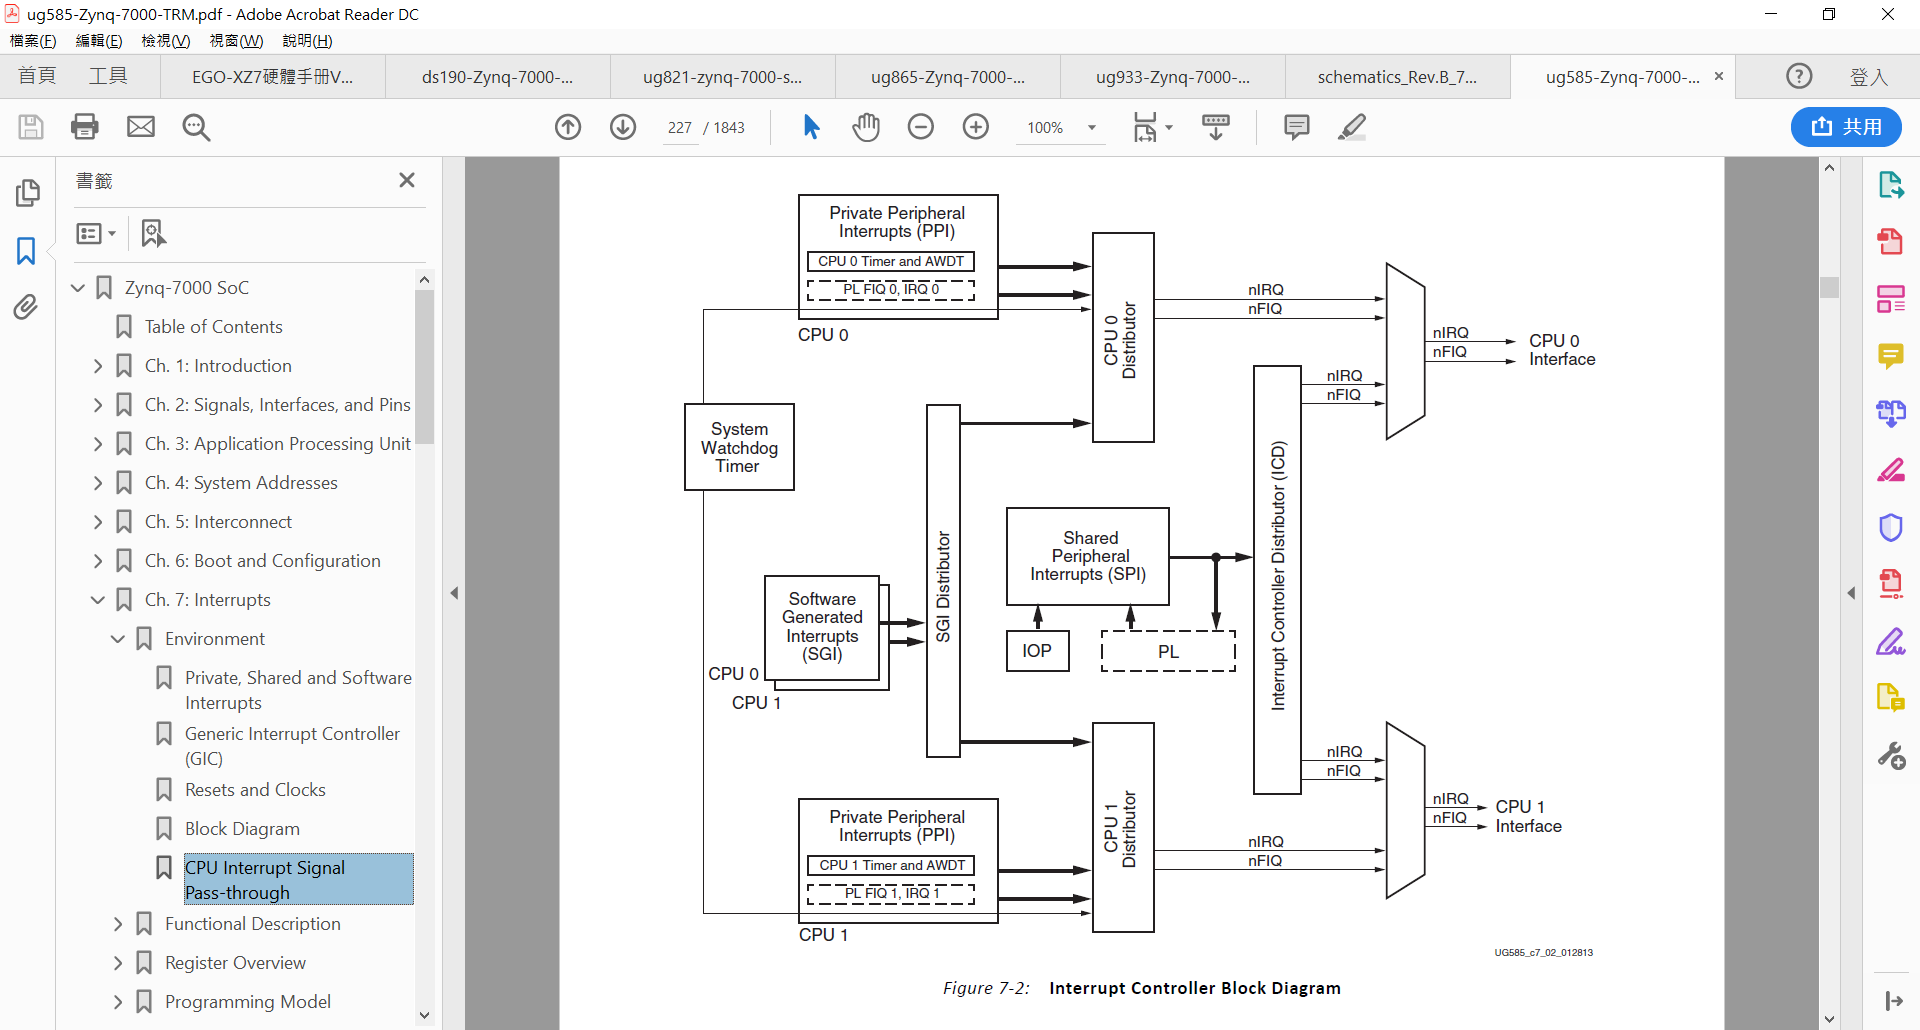 ug585-Zynq-7000-TRM.pdf - Adobe Acrobat Reader DC
檔案(F) 編輯(E) 檢視(V) 視窗(W) 說明(H)
首頁 工具 EGO-XZ7硬體手册V... ds190-Zynq-7000-... ug821-zynq-7000-s... ug865-Zynq-7000-... ug933-Zynq-7000-... schematics_Rev.B_7... ug585-Zynq-7000-... 登入
227 / 1843 100% 共用
書籤
Zynq-7000 SoC
Table of Contents
Ch. 1: Introduction
Ch. 2: Signals, Interfaces, and Pins
Ch. 3: Application Processing Unit
Ch. 4: System Addresses
Ch. 5: Interconnect
Ch. 6: Boot and Configuration
Ch. 7: Interrupts
Environment
Private, Shared and Software
Interrupts
Generic Interrupt Controller
(GIC)
Resets and Clocks
Block Diagram
CPU Interrupt Signal
Pass-through
Functional Description
Register Overview
Programming Model
Private Peripheral
Interrupts (PPI)
CPU 0 Timer and AWDT
PL FIQ 0, IRQ 0
CPU 0
CPU 0
Distributor
nIRQ
nFIQ
nIRQ
nFIQ
nIRQ
nFIQ
CPU 0
Interface
System
Watchdog
Timer
Software
Generated
Interrupts
(SGI)
CPU 0
CPU 1
SGI Distributor
Shared
Peripheral
Interrupts (SPI)
IOP
PL
Interrupt Controller Distributor (ICD)
Private Peripheral
Interrupts (PPI)
CPU 1 Timer and AWDT
PL FIQ 1, IRQ 1
CPU 1
CPU 1
Distributor
nIRQ
nFIQ
nIRQ
nFIQ
nIRQ
nFIQ
CPU 1
Interface
UG585_c7_02_012813
Figure 7-2: Interrupt Controller Block Diagram